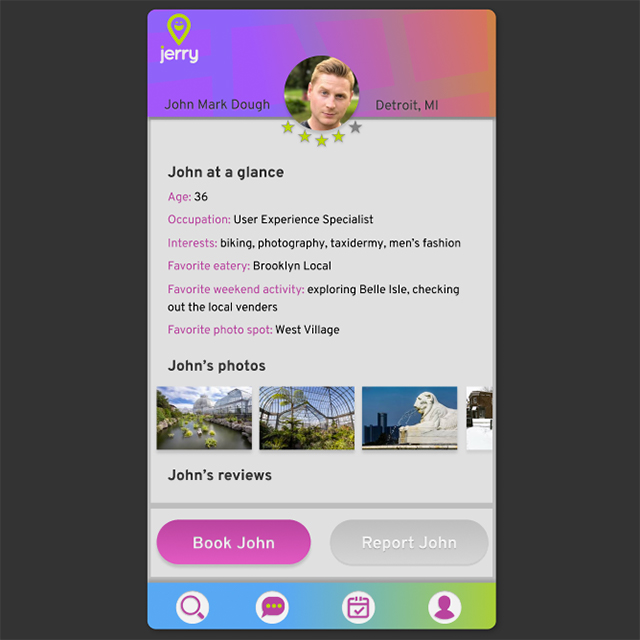 jerry
John Mark Dough
Detroit, MI
John at a glance
Age: 36
Occupation: User Experience Specialist
Interests: biking, photography, taxidermy, men's fashion
Favorite eatery: Brooklyn Local
Favorite weekend activity: exploring Belle Isle, checking
out the local venders
Favorite photo spot: West Village
John's photos
John's reviews
Book John
Report John